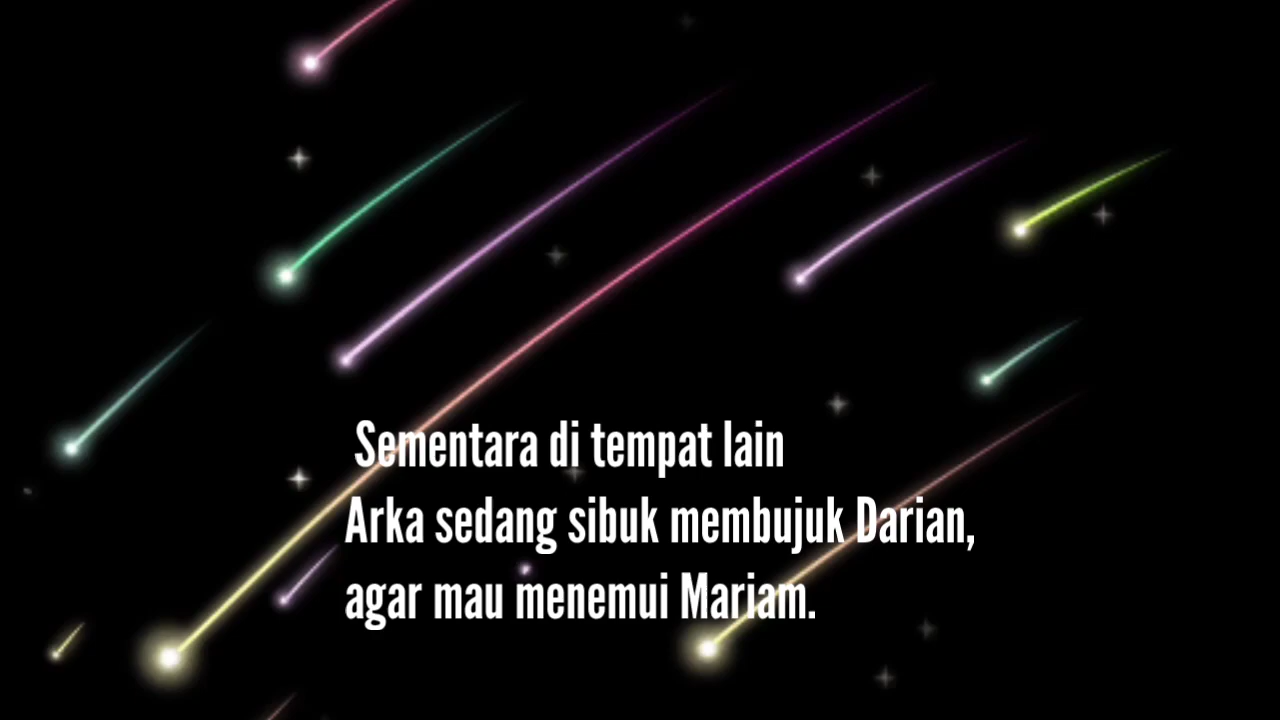 Sementara di tempat lain
Arka sedang sibuk membujuk Darian,
agar mau menemui Mariam.